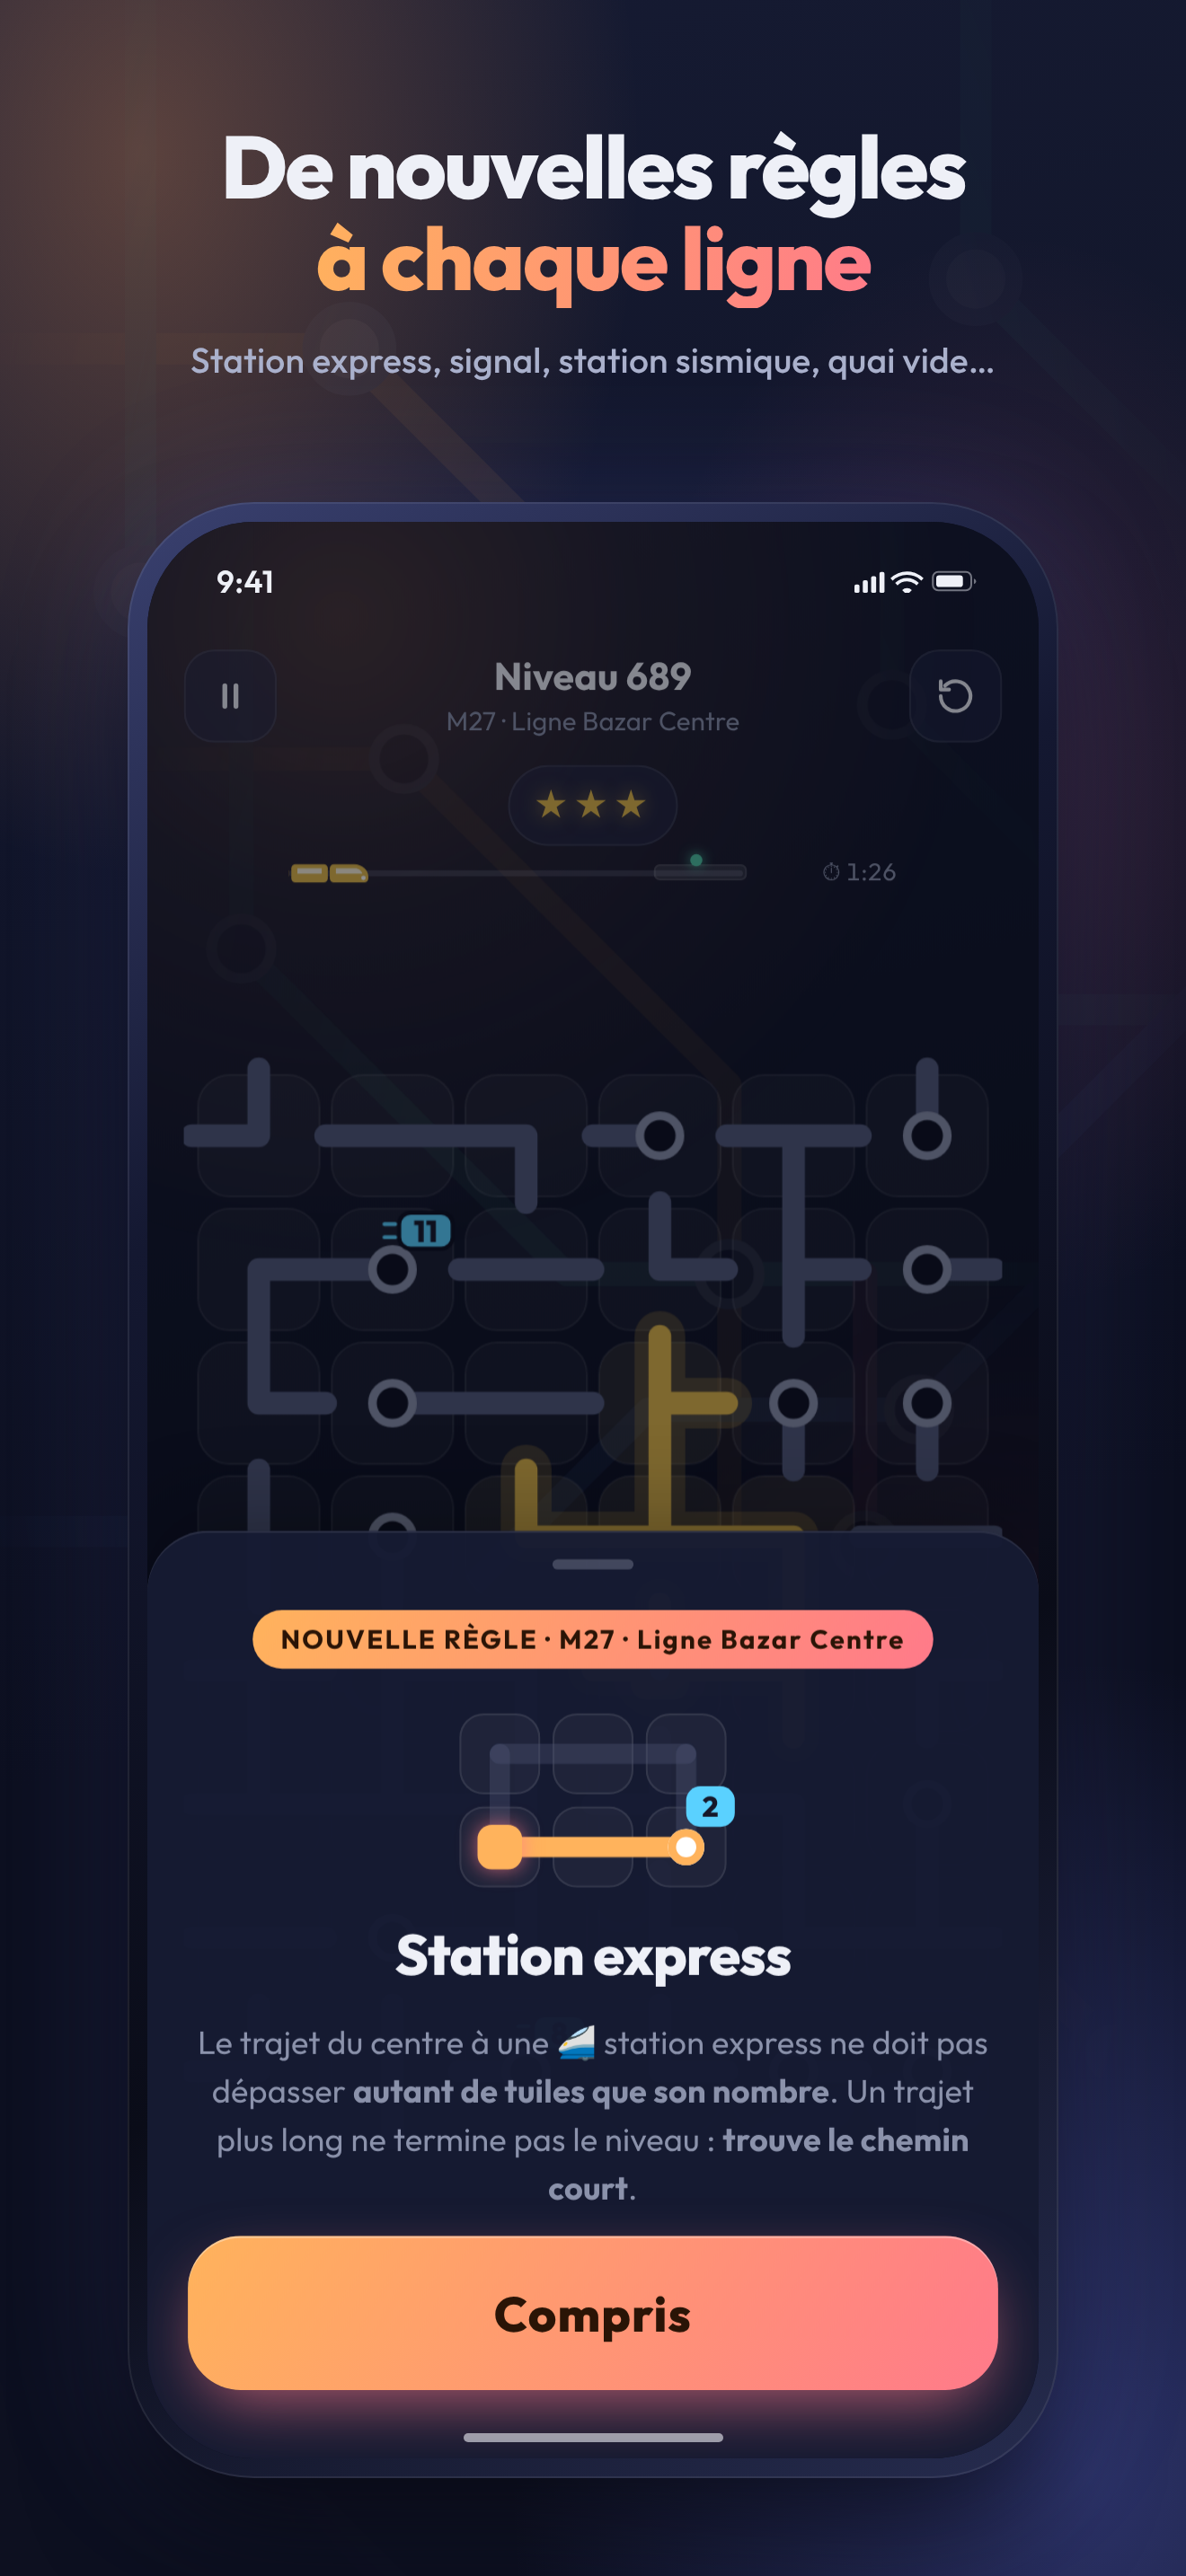 De nouvelles règles
à chaque ligne
Station express, signal, station sismique, quai vide…
9:41
Niveau 689
M27 · Ligne Bazar Centre
★★★
⏱ 1:26
11
NOUVELLE RÈGLE · M27 · Ligne Bazar Centre
2
Station express
Le trajet du centre à une 🚄 station express ne doit pas
dépasser autant de tuiles que son nombre. Un trajet
plus long ne termine pas le niveau : trouve le chemin
court.
Compris